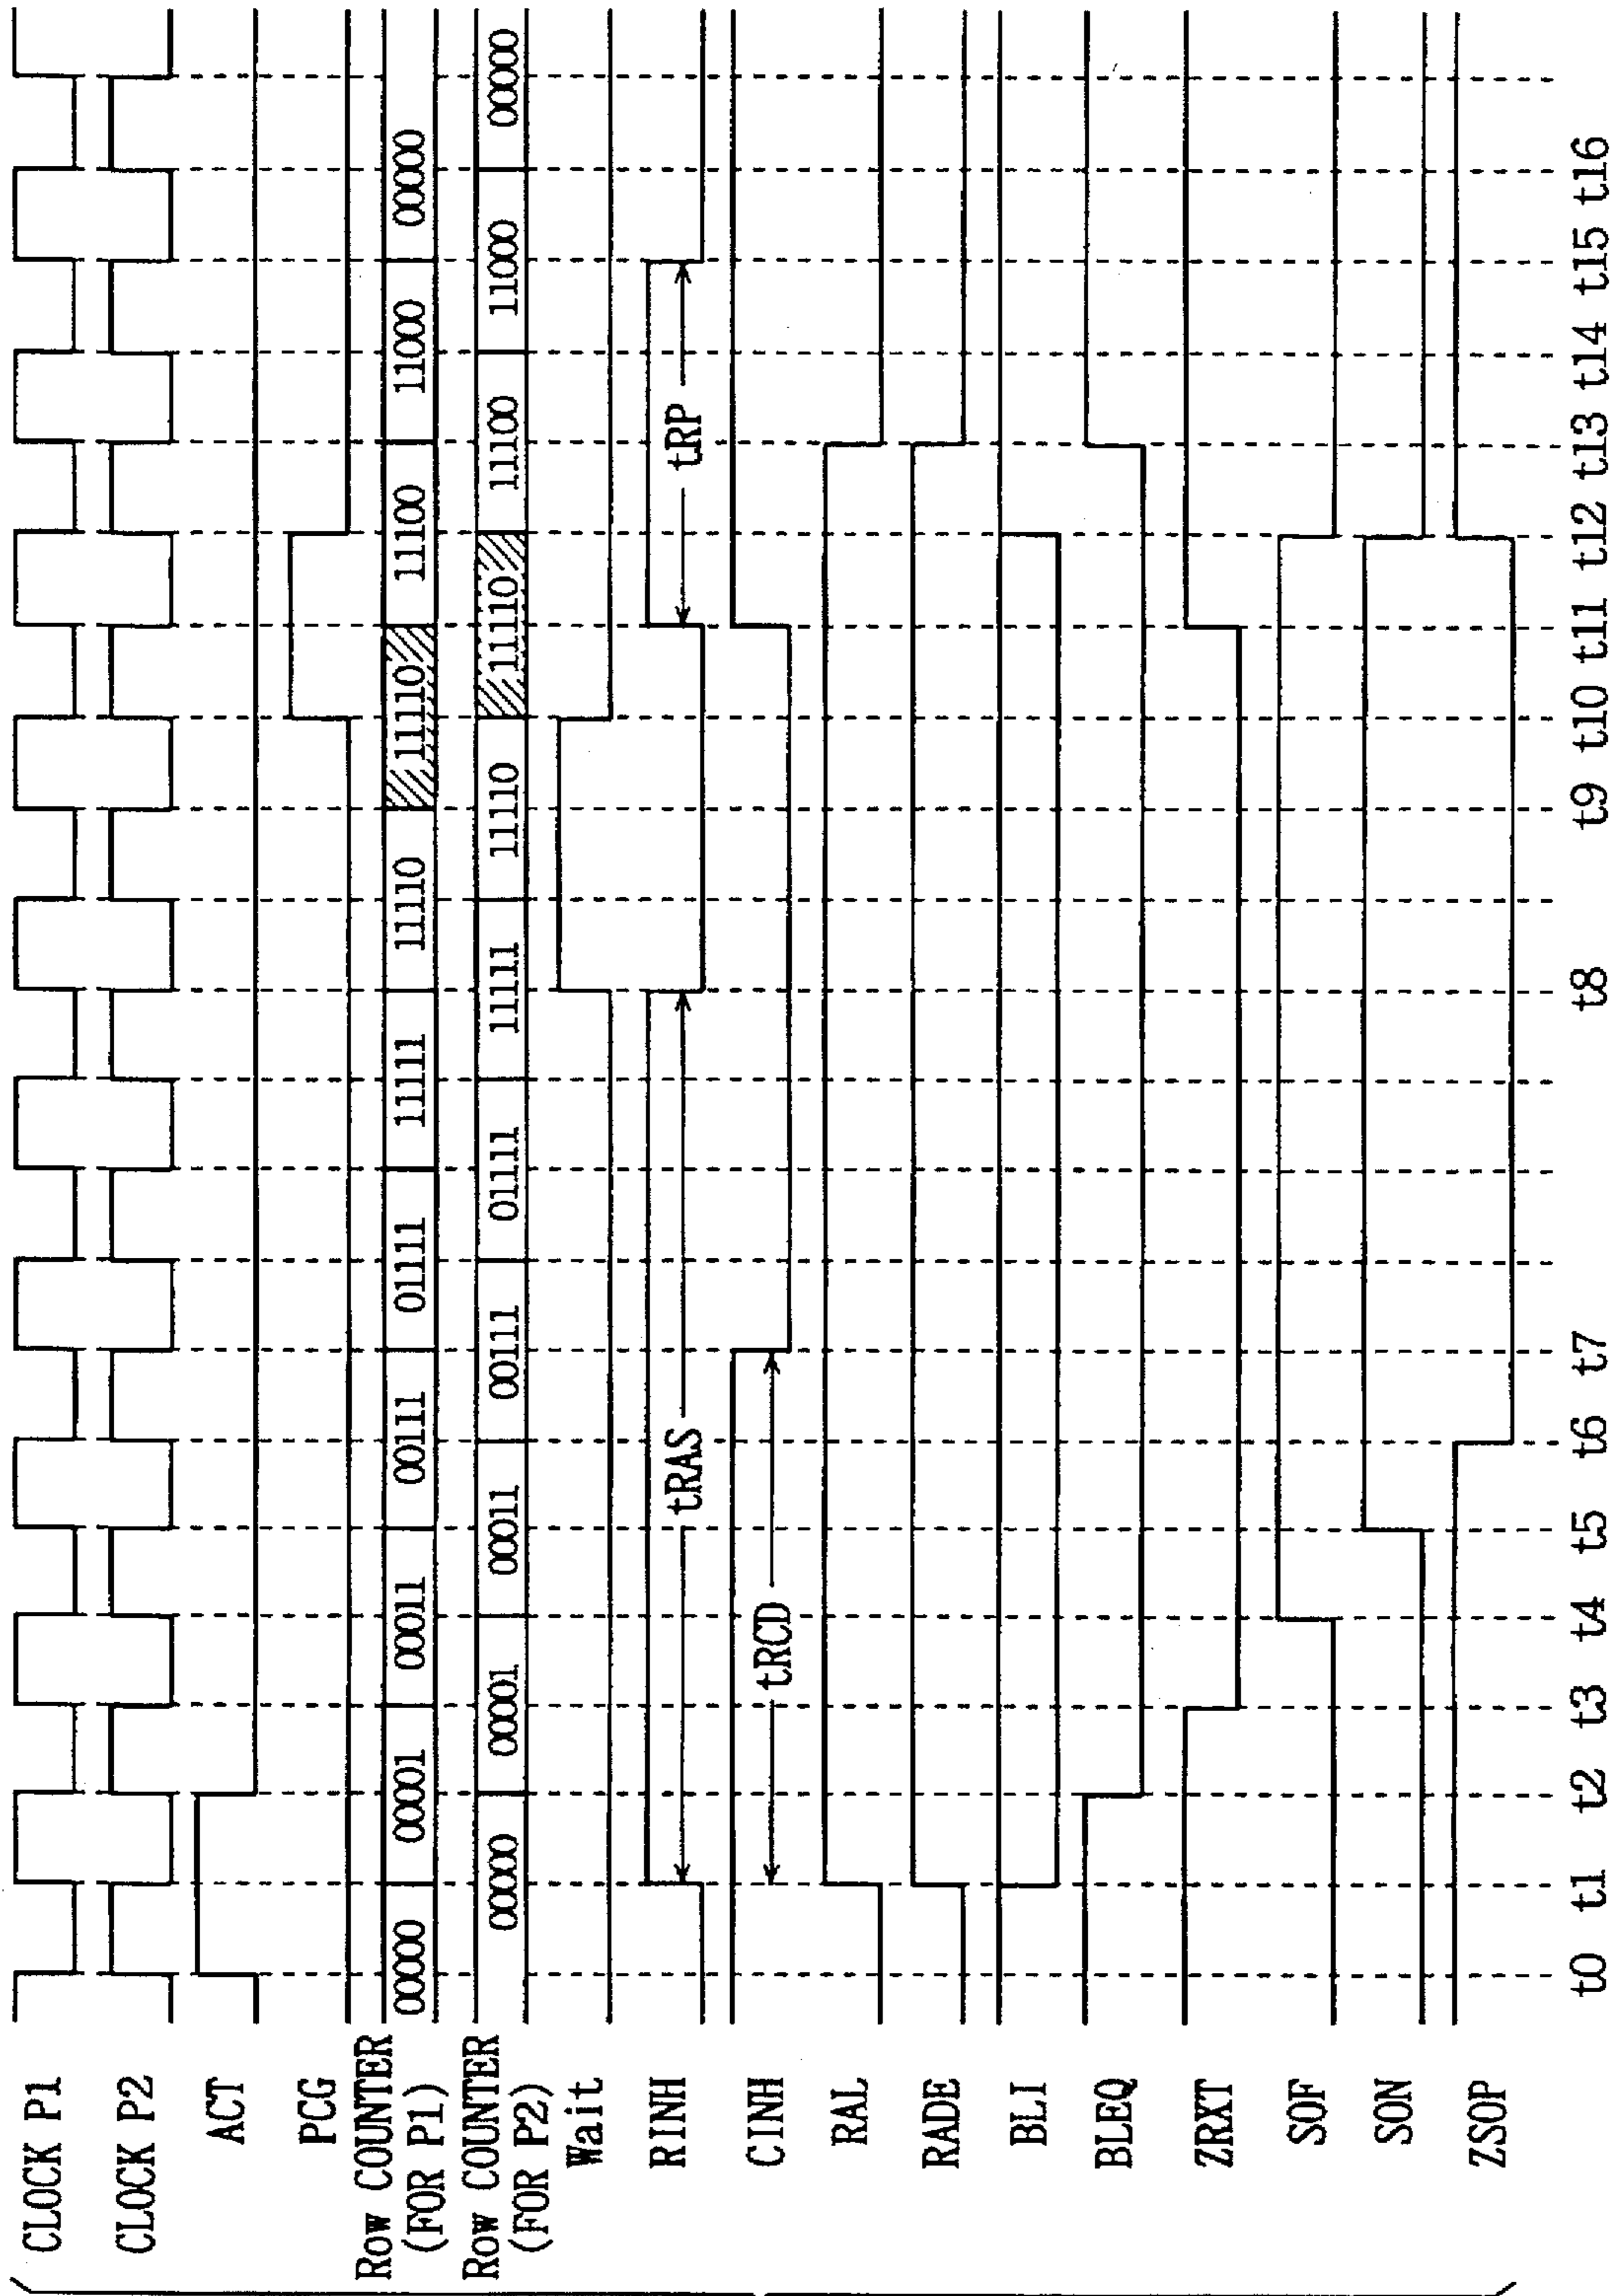 CLOCK P1
CLOCK P2
ACT
PCG
Row COUNTER
(FOR P1)
00000 00001 00011 00111 01111 11111 11110 11110 11100 11000 00000
Row COUNTER
(FOR P2)
00000 00001 00011 00111 01111 11111 11110 11110 11100 11000 00000
Wait
RINH
tRAS
tRP
CINH
tRCD
RAL
RADE
BLI
BLEQ
ZRXT
SOF
SON
ZSOP
t0 t1 t2 t3 t4 t5 t6 t7 t8 t9 t10 t11 t12 t13 t14 t15 t16